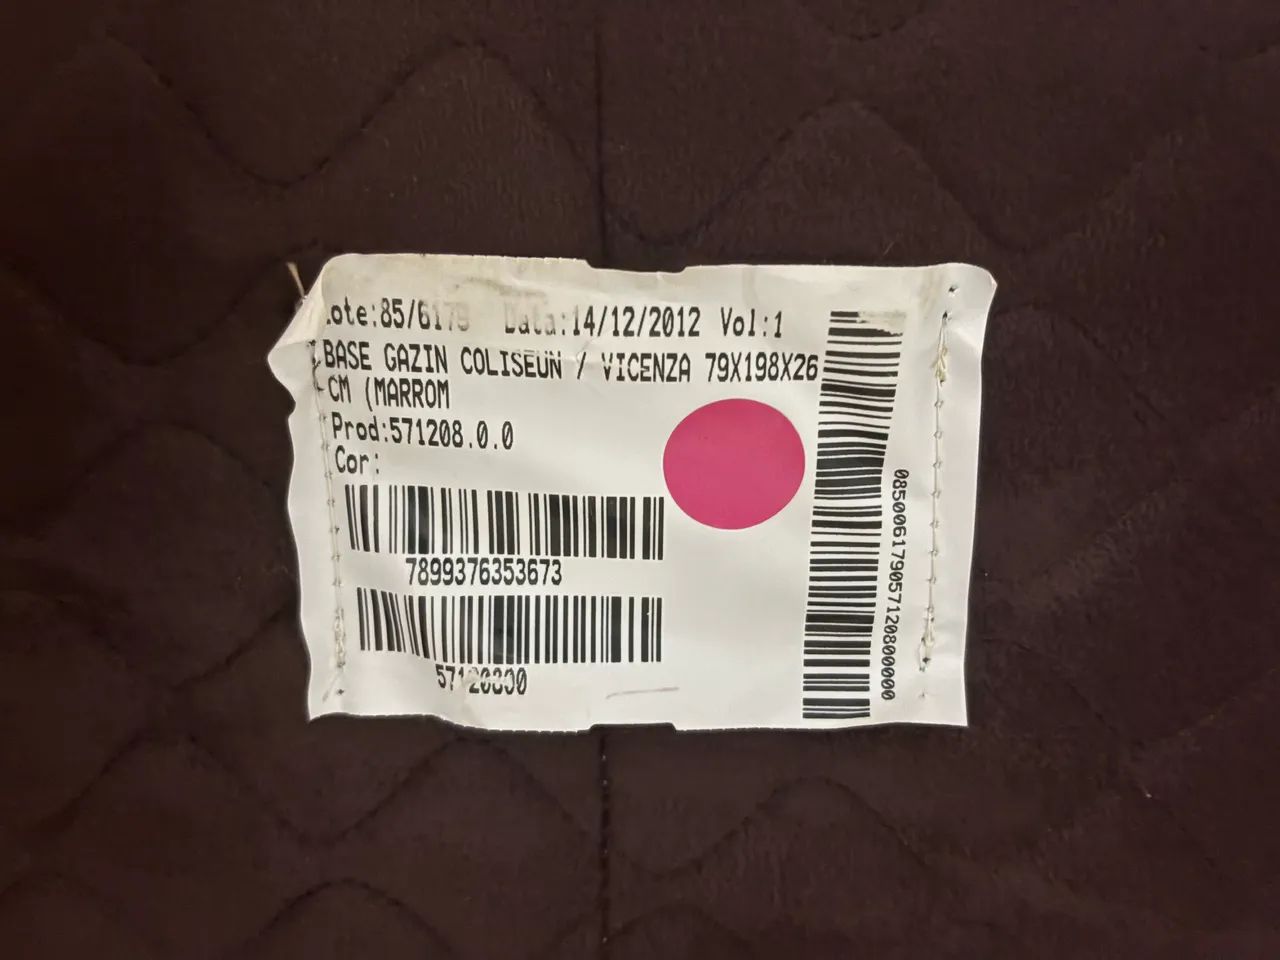 Lote:85/6179 Data:14/12/2012 Vol:1
BASE GAZIN COLISEUN / VICENZA 79X198X26
CM (MARROM
Prod:571208.0.0
Cor:
7899376353673
57120800
085006179057120800000